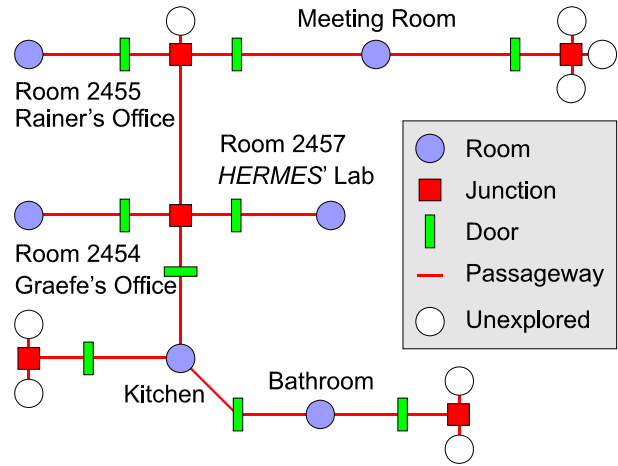 Meeting Room
Room 2455
Rainer's Office
Room 2457
HERMES' Lab
Room 2454
Graefe's Office
Kitchen
Bathroom
Room
Junction
Door
Passageway
Unexplored